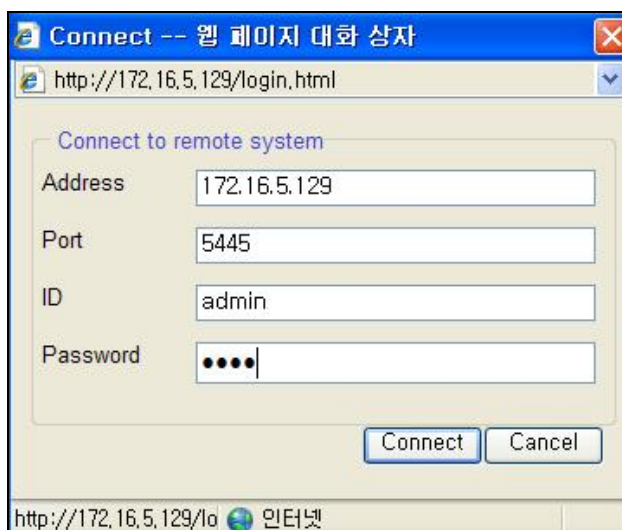 Connect -- 웹 페이지 대화 상자
http://172,16,5,129/login,html
Connect to remote system
Address 172.16.5.129
Port 5445
ID admin
Password ●●●●
Connect Cancel
http://172,16,5,129/lo 인터넷